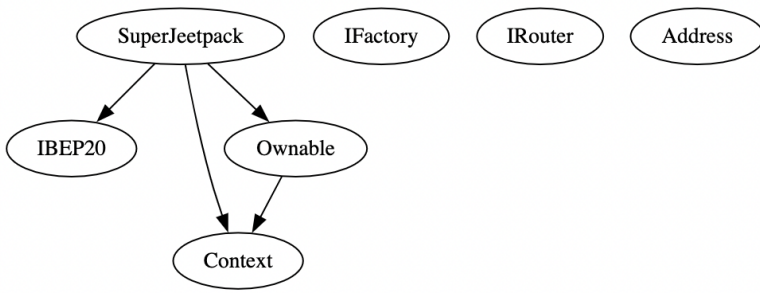 SuperJeetpack IFactory IRouter Address
IBEP20 Ownable
Context